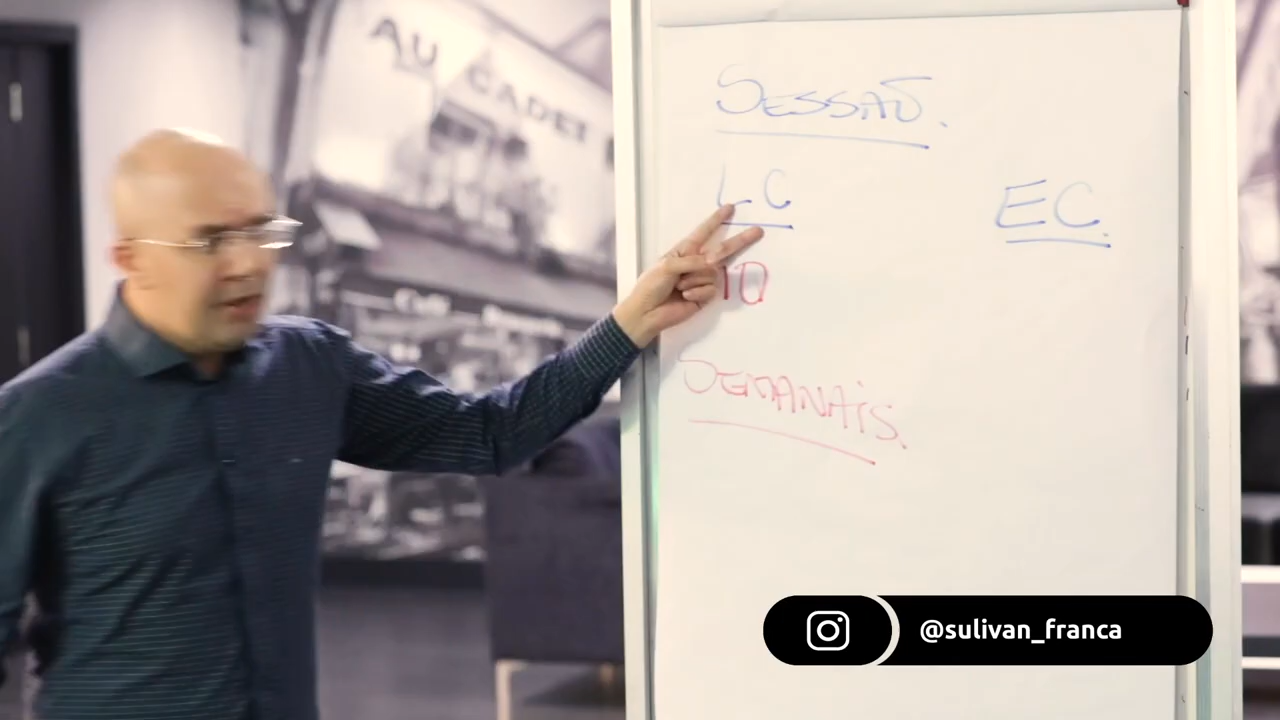 AU CADET
SESSÃO.
LC
EC.
10
SEMANAIS.
@sulivan_franca